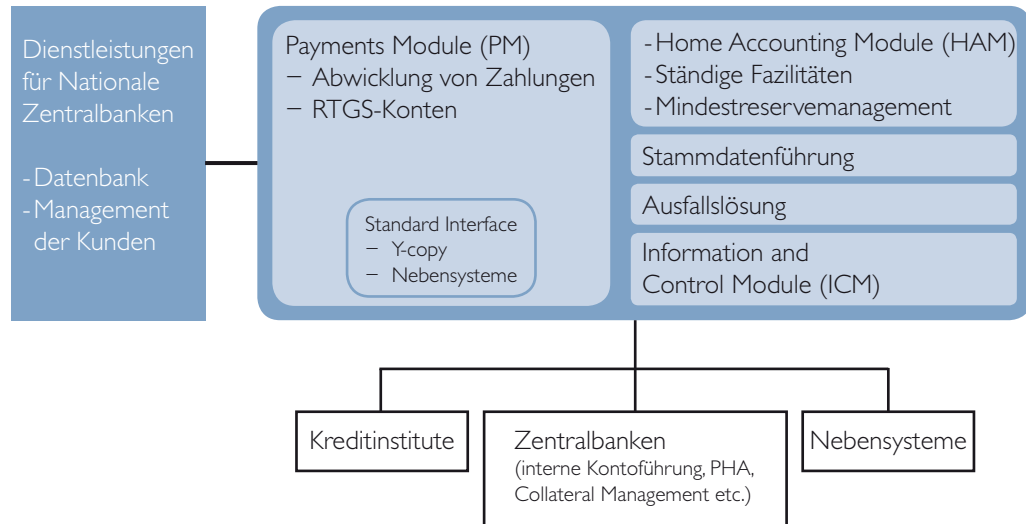 Dienstleistungen
für Nationale
Zentralbanken
- Datenbank
- Management
der Kunden
Payments Module (PM)
– Abwicklung von Zahlungen
– RTGS-Konten
Standard Interface
– Y-copy
– Nebensysteme
- Home Accounting Module (HAM)
- Ständige Fazilitäten
- Mindestreservemanagement
Stammdatenführung
Ausfallslösung
Information and
Control Module (ICM)
Kreditinstitute
Zentralbanken
(interne Kontoführung, PHA,
Collateral Management etc.)
Nebensysteme